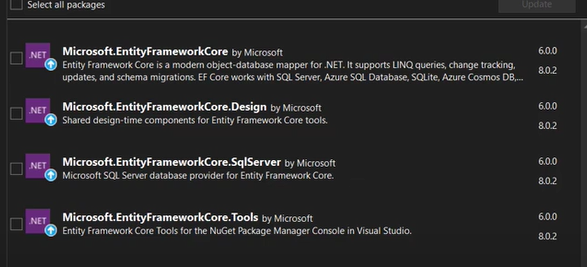 Select all packages
Update
.NET
Microsoft.EntityFrameworkCore by Microsoft
6.0.0
Entity Framework Core is a modern object-database mapper for .NET. It supports LINQ queries, change tracking,
8.0.2
updates, and schema migrations. EF Core works with SQL Server, Azure SQL Database, SQLite, Azure Cosmos DB,...
.NET
Microsoft.EntityFrameworkCore.Design by Microsoft
6.0.0
Shared design-time components for Entity Framework Core tools.
8.0.2
.NET
Microsoft.EntityFrameworkCore.SqlServer by Microsoft
6.0.0
Microsoft SQL Server database provider for Entity Framework Core.
8.0.2
.NET
Microsoft.EntityFrameworkCore.Tools by Microsoft
6.0.0
Entity Framework Core Tools for the NuGet Package Manager Console in Visual Studio.
8.0.2